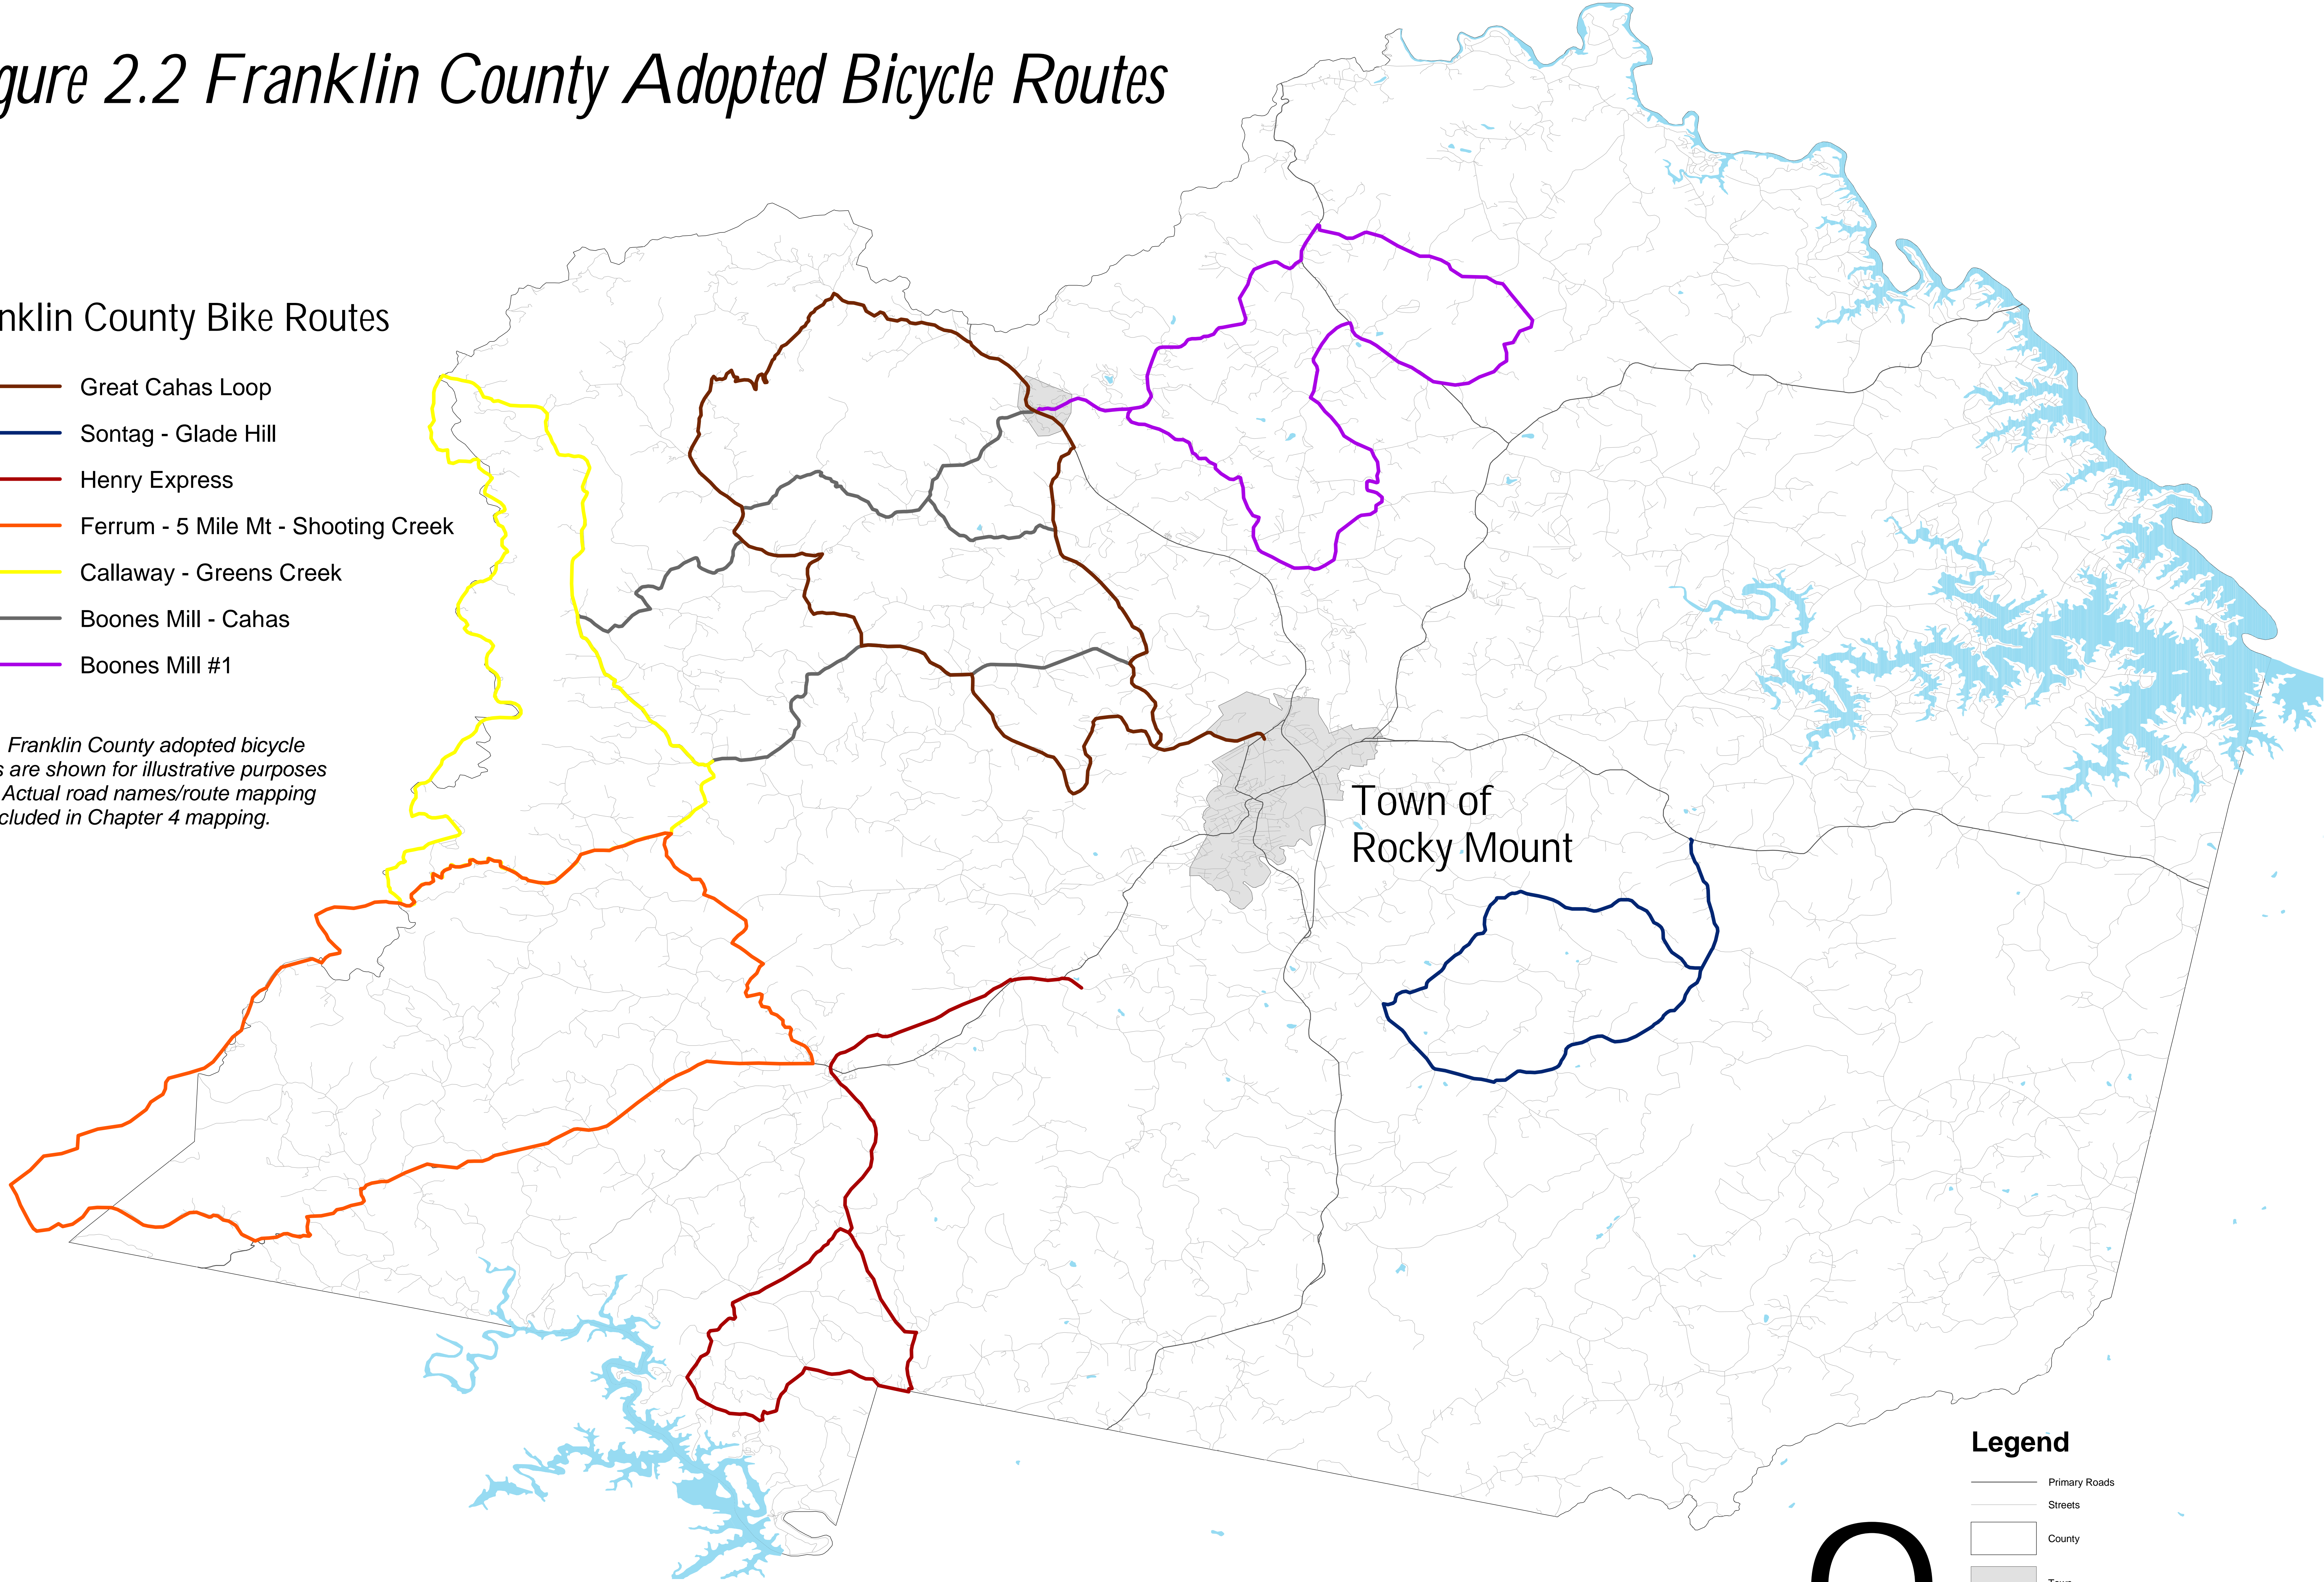 gure 2.2 Franklin County Adopted Bicycle Routes
nklin County Bike Routes
Great Cahas Loop
Sontag - Glade Hill
Henry Express
Ferrum - 5 Mile Mt - Shooting Creek
Callaway - Greens Creek
Boones Mill - Cahas
Boones Mill #1
Franklin County adopted bicycle
s are shown for illustrative purposes
Actual road names/route mapping
cluded in Chapter 4 mapping.
Town of
Rocky Mount
Legend
Primary Roads
Streets
County